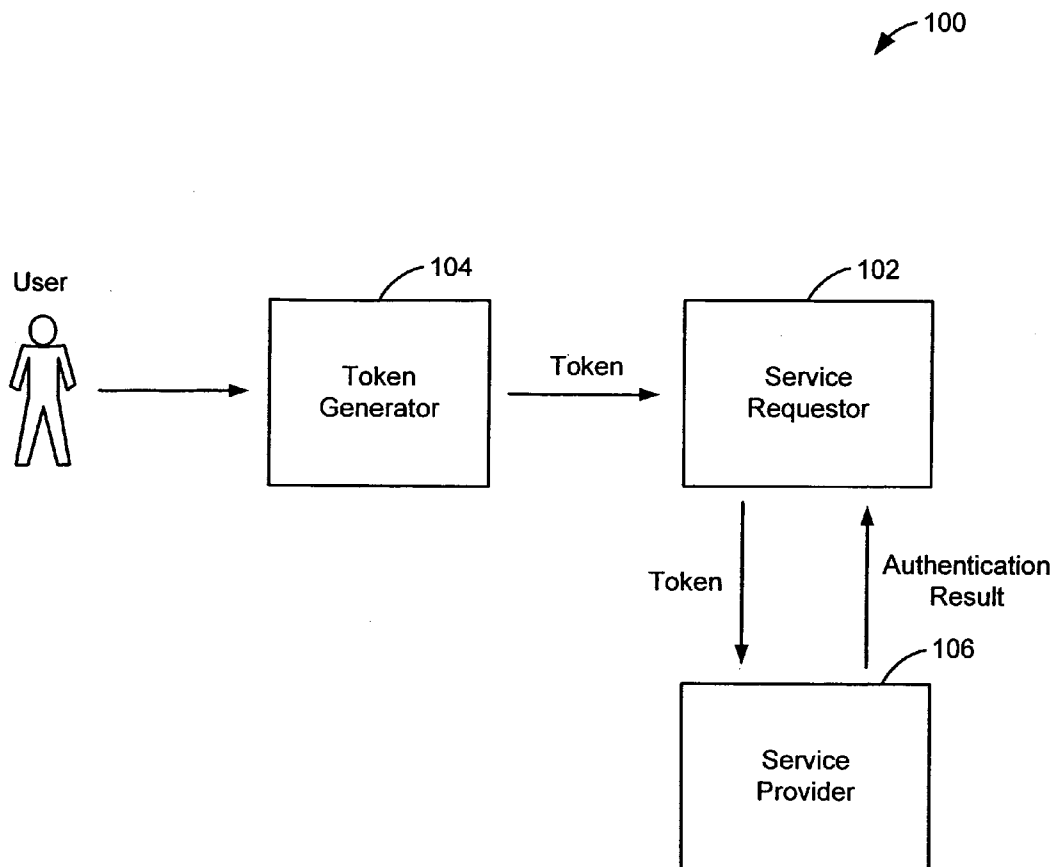 100
User
104
102
Token
Generator
Token
Service
Requestor
Token
Authentication
Result
106
Service
Provider